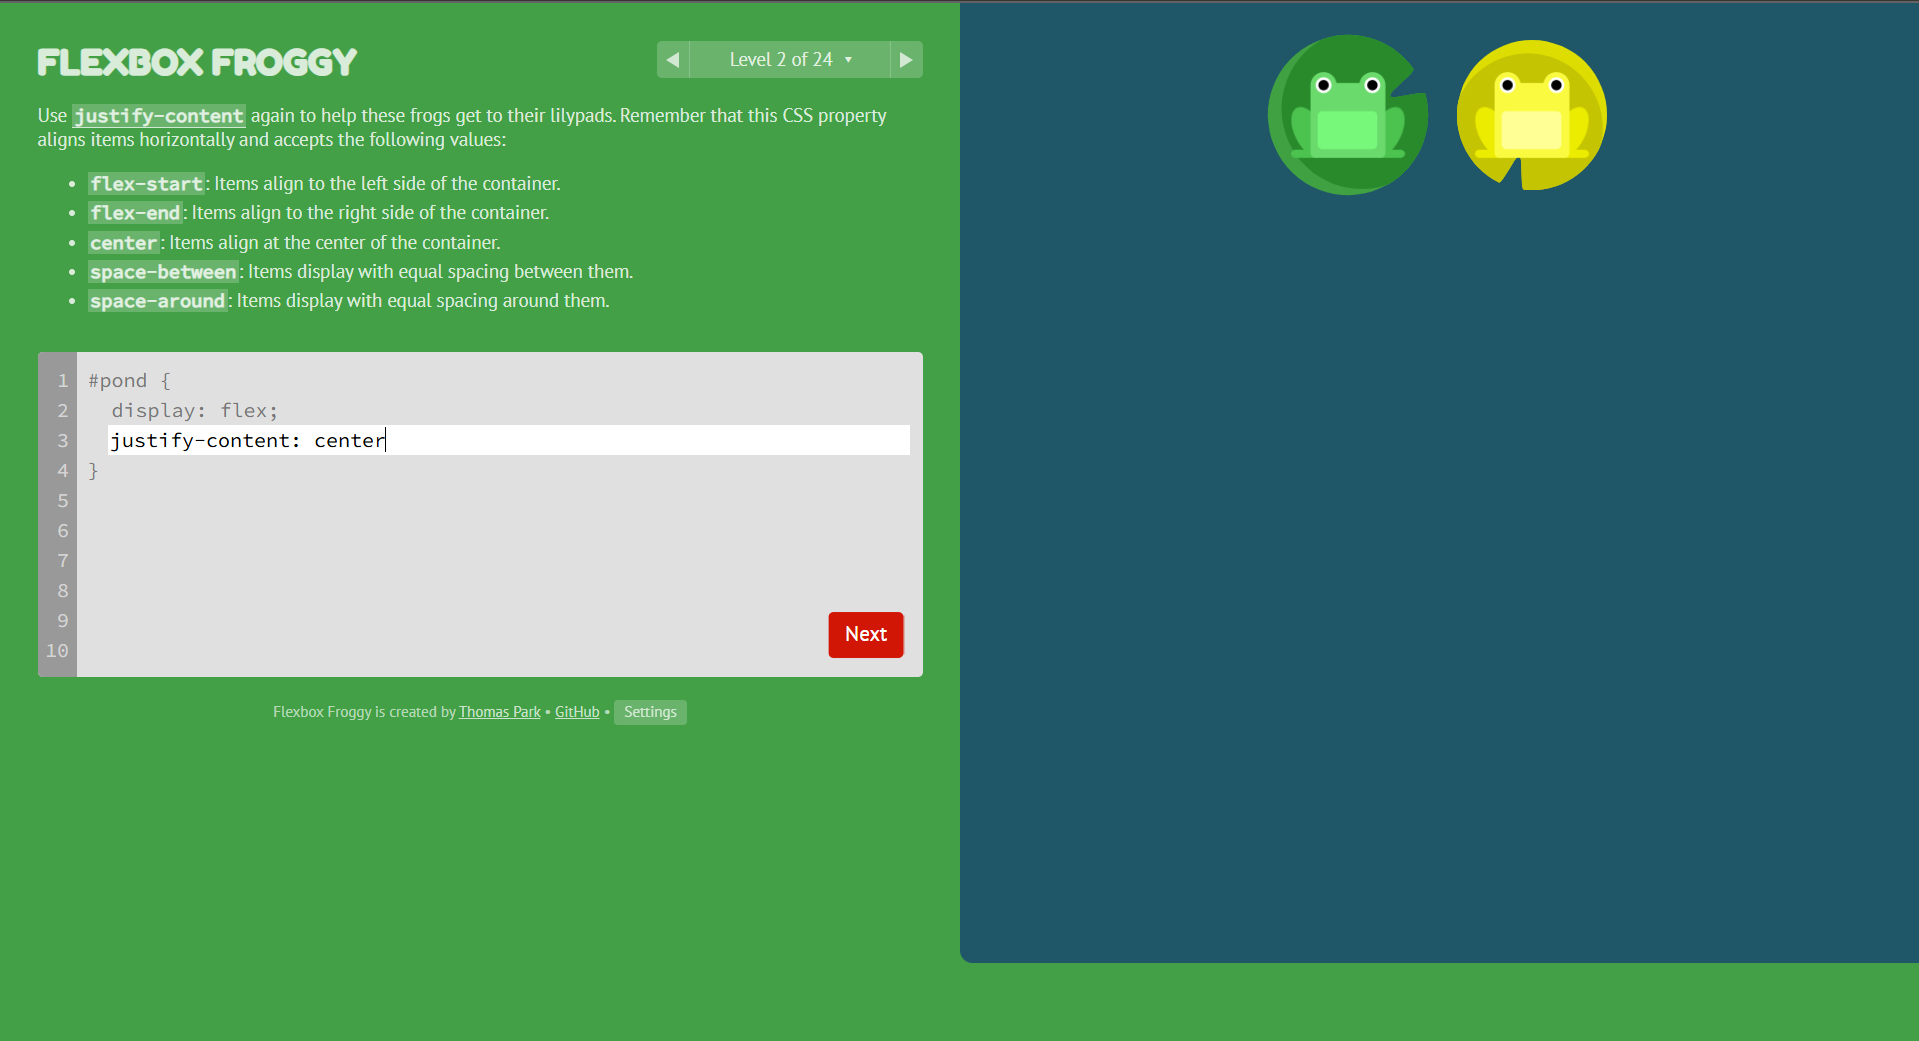 FLEXBOX FROGGY
◀ Level 2 of 24 ▼ ▶
Use justify-content again to help these frogs get to their lilypads. Remember that this CSS property
aligns items horizontally and accepts the following values:
• flex-start: Items align to the left side of the container.
• flex-end: Items align to the right side of the container.
• center: Items align at the center of the container.
• space-between: Items display with equal spacing between them.
• space-around: Items display with equal spacing around them.
1 #pond {
2 display: flex;
3 justify-content: center
4 }
5
6
7
8
9
10
Next
Flexbox Froggy is created by Thomas Park • GitHub • Settings